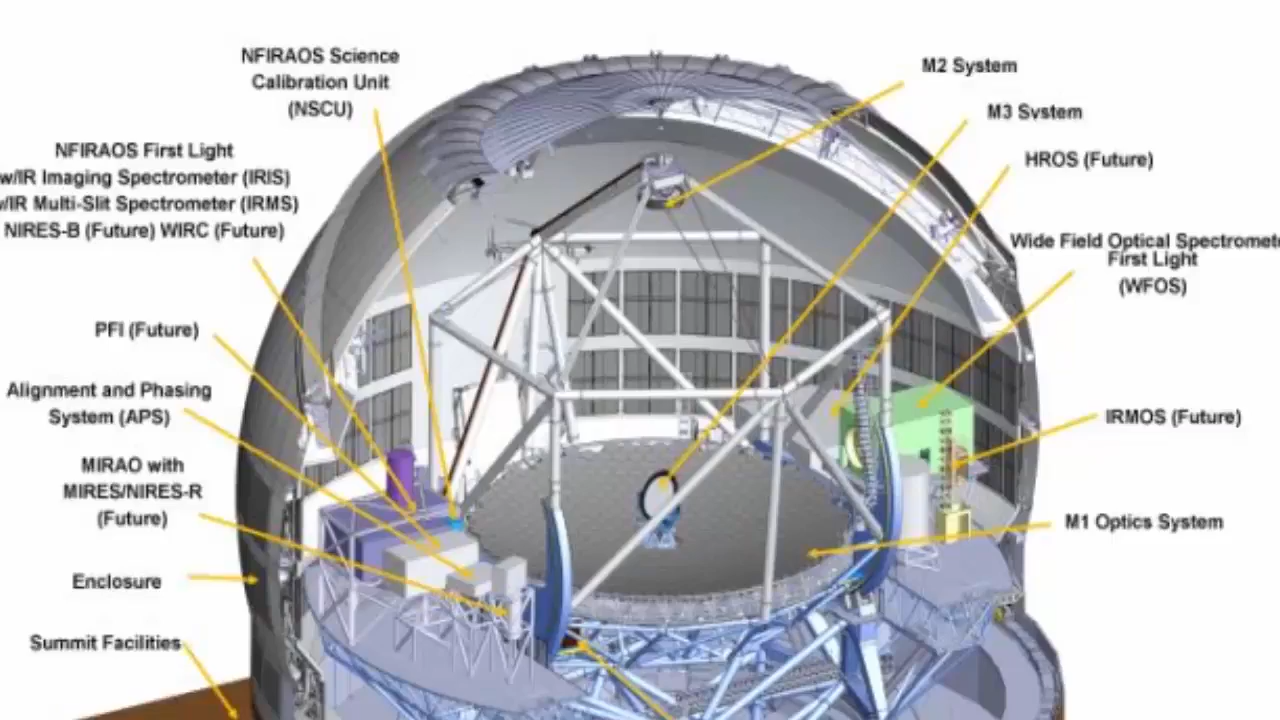 NFIRAOS Science
Calibration Unit
(NSCU)
M2 System
M3 System
HROS (Future)
NFIRAOS First Light
w/IR Imaging Spectrometer (IRIS)
w/IR Multi-Slit Spectrometer (IRMS)
NIRES-B (Future) WIRC (Future)
Wide Field Optical Spectromete
First Light
(WFOS)
PFI (Future)
Alignment and Phasing
System (APS)
IRMOS (Future)
MIRAO with
MIRES/NIRES-R
(Future)
M1 Optics System
Enclosure
Summit Facilities